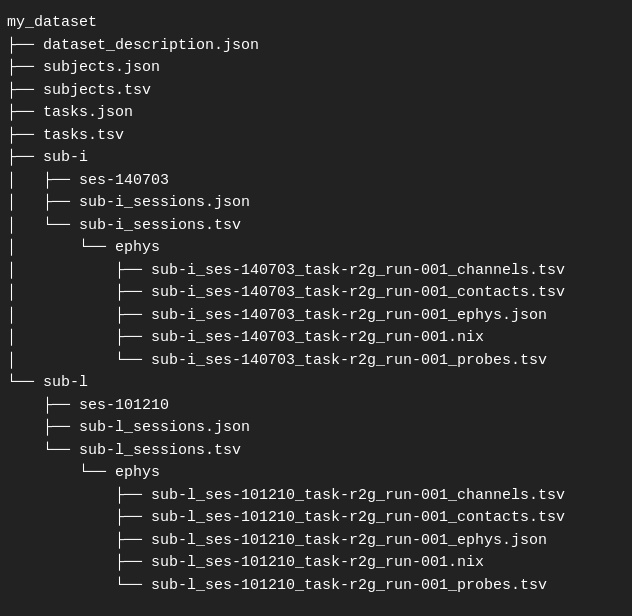 my_dataset
├── dataset_description.json
├── subjects.json
├── subjects.tsv
├── tasks.json
├── tasks.tsv
├── sub-i
│   ├── ses-140703
│   ├── sub-i_sessions.json
│   └── sub-i_sessions.tsv
│       └── ephys
│           ├── sub-i_ses-140703_task-r2g_run-001_channels.tsv
│           ├── sub-i_ses-140703_task-r2g_run-001_contacts.tsv
│           ├── sub-i_ses-140703_task-r2g_run-001_ephys.json
│           ├── sub-i_ses-140703_task-r2g_run-001.nix
│           └── sub-i_ses-140703_task-r2g_run-001_probes.tsv
└── sub-l
    ├── ses-101210
    ├── sub-l_sessions.json
    └── sub-l_sessions.tsv
        └── ephys
            ├── sub-l_ses-101210_task-r2g_run-001_channels.tsv
            ├── sub-l_ses-101210_task-r2g_run-001_contacts.tsv
            ├── sub-l_ses-101210_task-r2g_run-001_ephys.json
            ├── sub-l_ses-101210_task-r2g_run-001.nix
            └── sub-l_ses-101210_task-r2g_run-001_probes.tsv